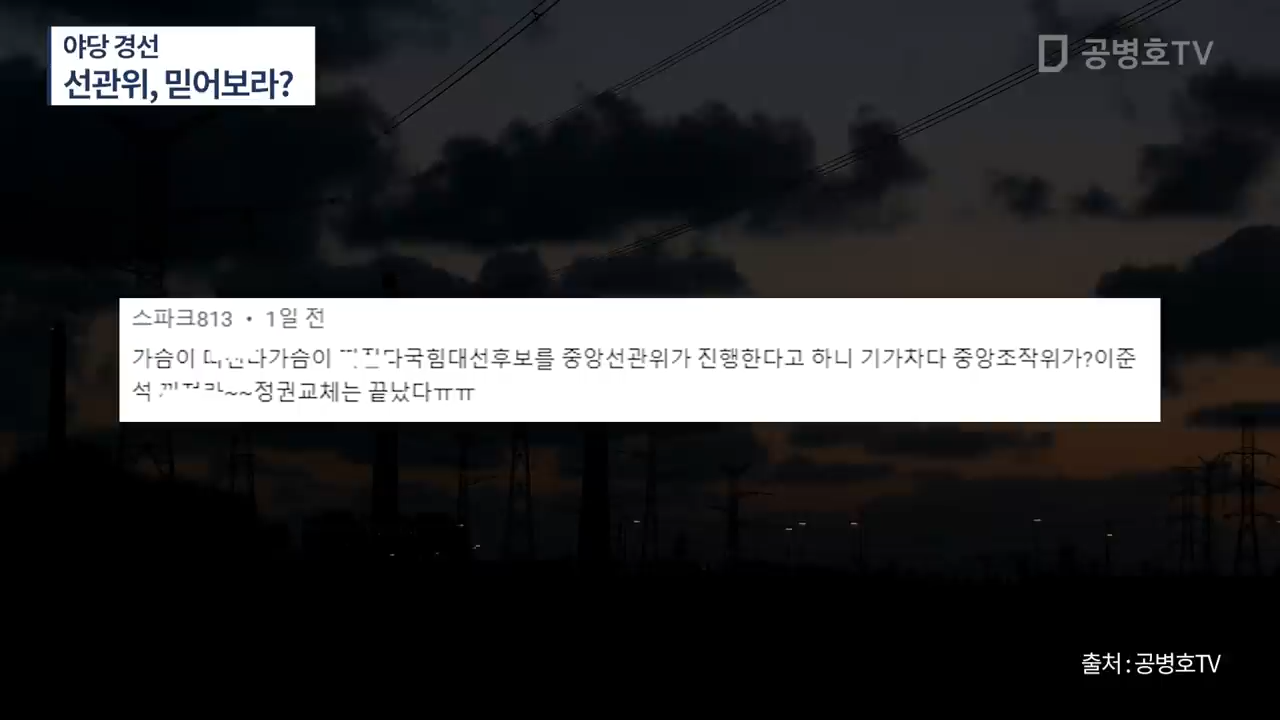 야당 경선
선관위, 믿어보라?
공병호TV
스파크813 · 1일 전
가슴이 가슴이 국힘대선후보를 중앙선관위가 진행한다고 하니 기가차다 중앙조작위가?이준
석 ~~정권교체는 끝났다ㅠㅠ
출처 : 공병호TV